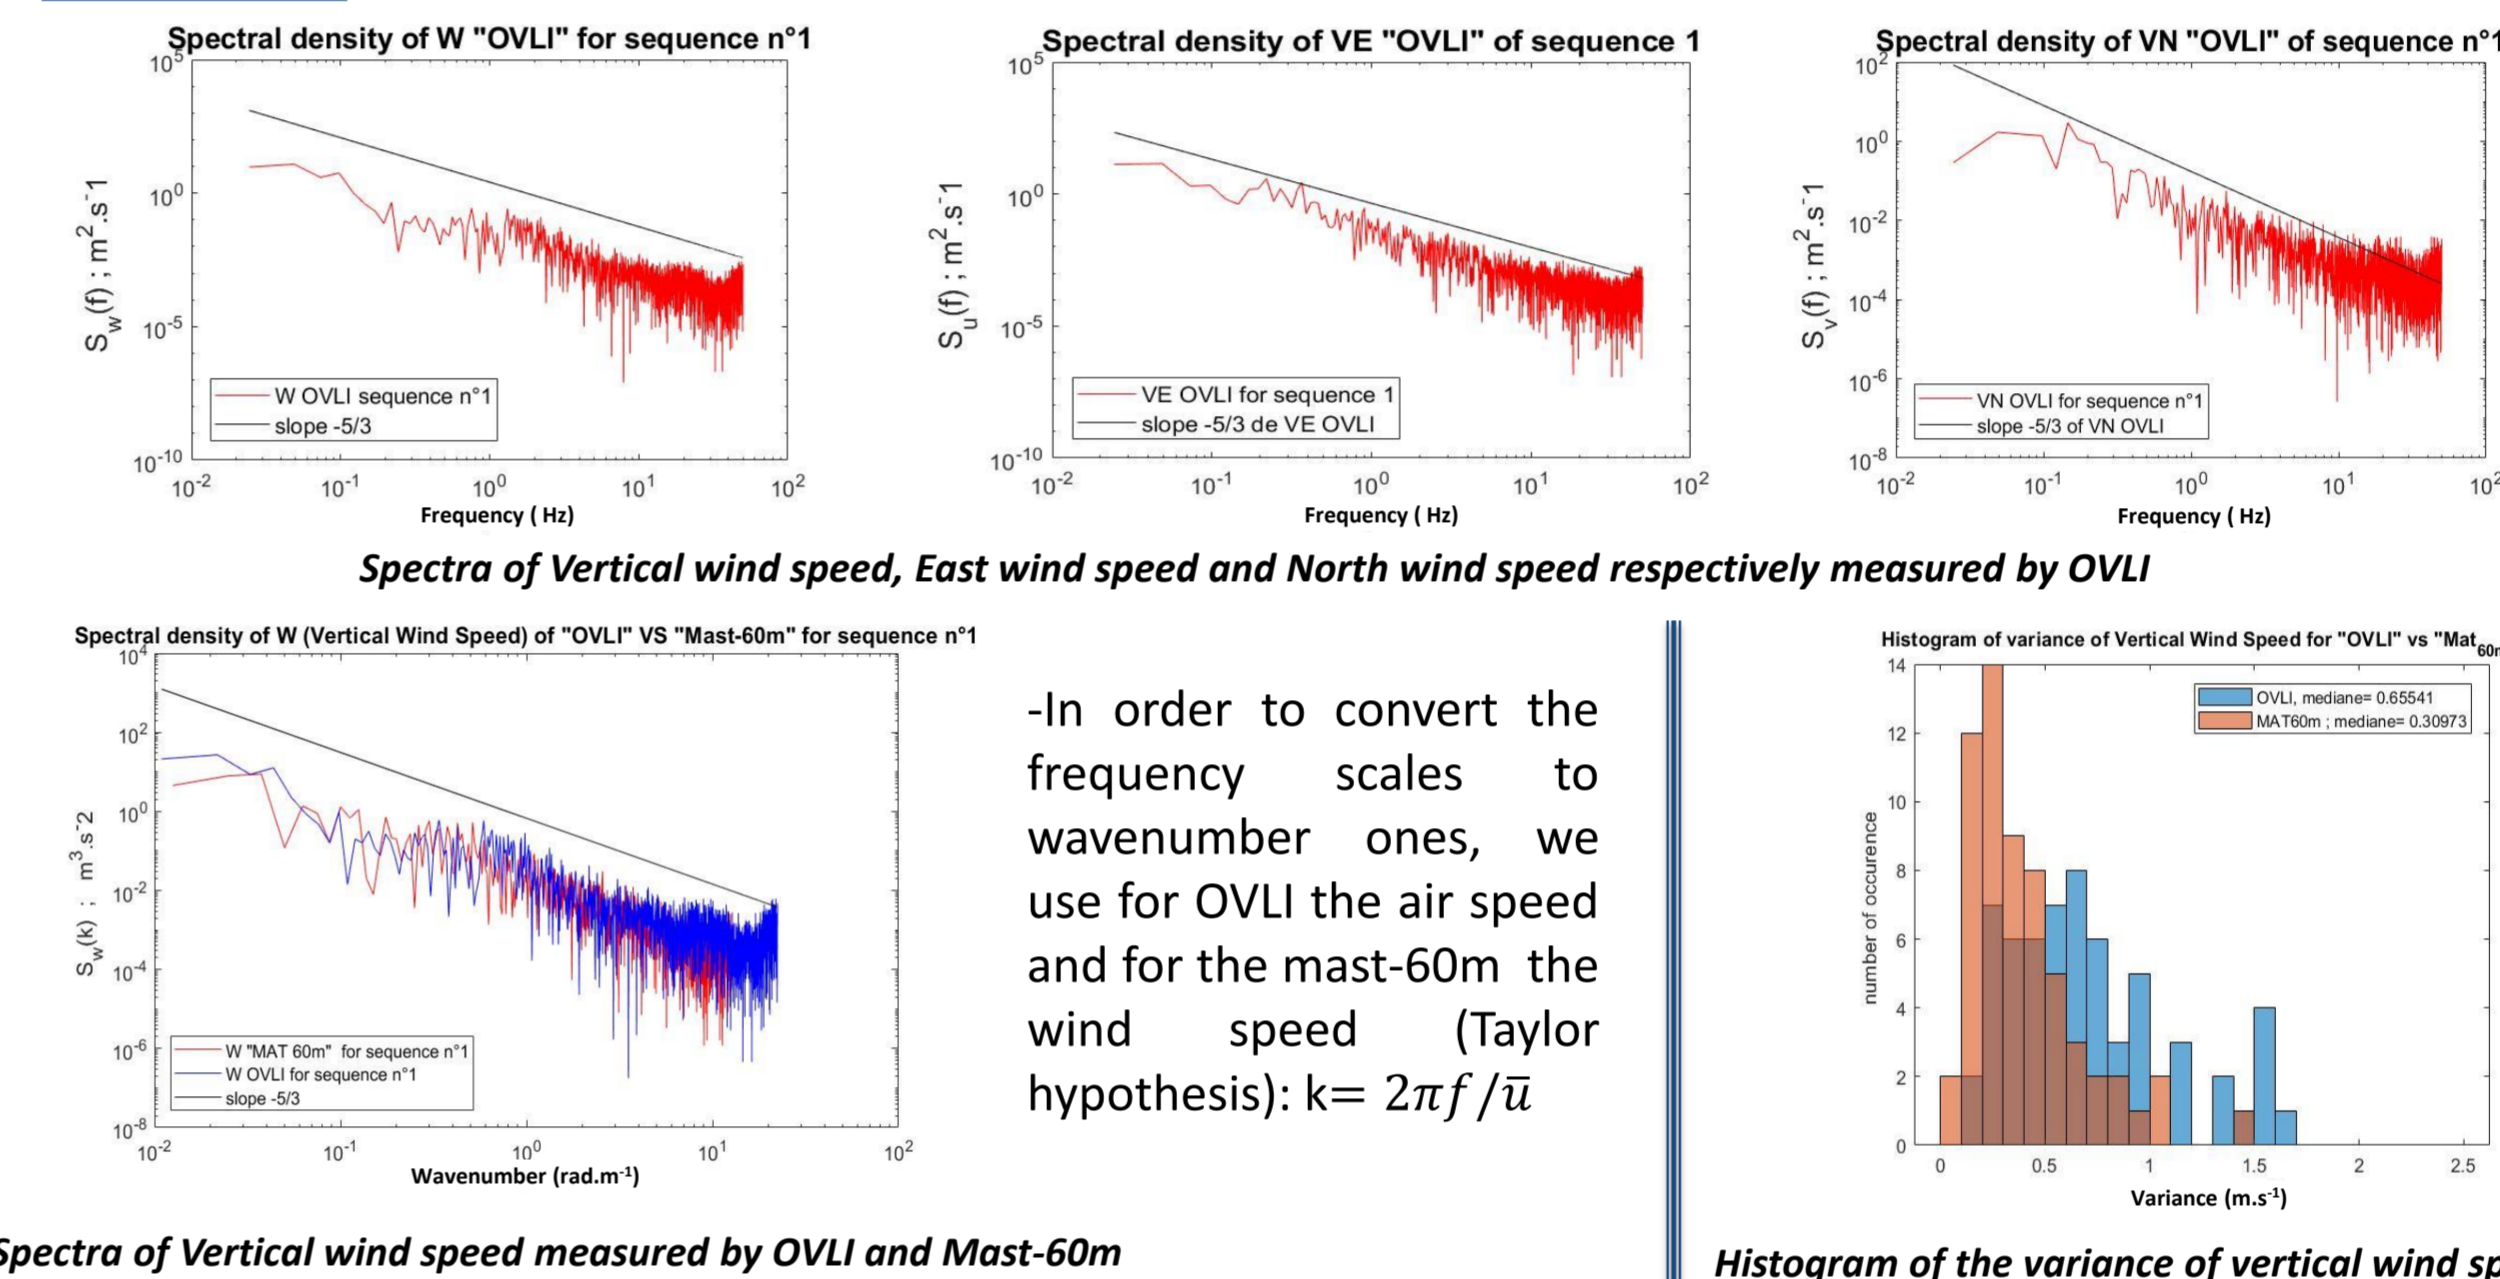 Spectral density of W "OVLI" for sequence n°1
10^5
10^0
10^-5
10^-10
S_w(f) ; m^2.s^-1
W OVLI sequence n°1
slope -5/3
10^-2 10^-1 10^0 10^1 10^2
Frequency ( Hz)
Spectral density of VE "OVLI" of sequence 1
10^5
10^0
10^-5
10^-10
S_u(f) ; m^2.s^-1
VE OVLI for sequence 1
slope -5/3 de VE OVLI
10^-2 10^-1 10^0 10^1 10^2
Frequency ( Hz)
Spectral density of VN "OVLI" of sequence n°1
10^2
10^0
10^-2
10^-4
10^-6
10^-8
S_v(f) ; m^2.s^-1
VN OVLI for sequence n°1
slope -5/3 of VN OVLI
10^-2 10^-1 10^0 10^1 10^2
Frequency ( Hz)
Spectra of Vertical wind speed, East wind speed and North wind speed respectively measured by OVLI
Spectral density of W (Vertical Wind Speed) of "OVLI" VS "Mast-60m" for sequence n°1
10^4
10^2
10^0
10^-2
10^-4
10^-6
10^-8
S_w(k) ; m^3.s^-2
W "MAT 60m" for sequence n°1
W OVLI for sequence n°1
slope -5/3
10^-2 10^-1 10^0 10^1 10^2
Wavenumber (rad.m^-1)
Spectra of Vertical wind speed measured by OVLI and Mast-60m
-In order to convert the
frequency scales to
wavenumber ones, we
use for OVLI the air speed
and for the mast-60m the
wind speed (Taylor
hypothesis): k= 2πf/ū
Histogram of variance of Vertical Wind Speed for "OVLI" vs "Mat
14
12
10
8
6
4
2
0
number of occurence
OVLI, mediane= 0.65541
MAT60m ; mediane= 0.30973
0 0.5 1 1.5 2 2.5
Variance (m.s^-1)
Histogram of the variance of vertical wind